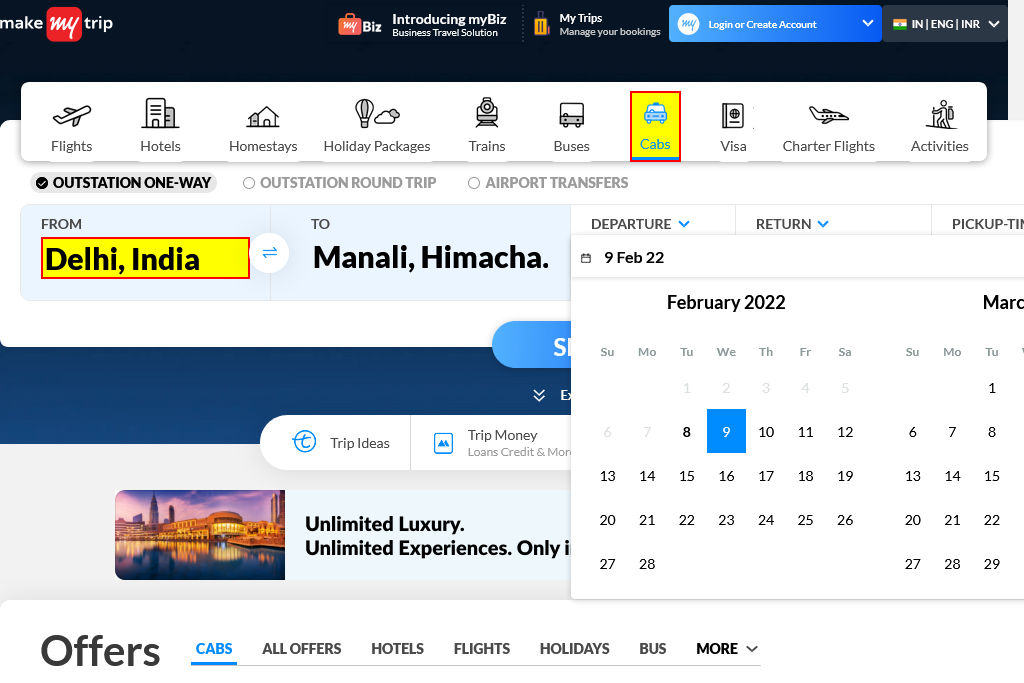 make my trip
my Biz
Introducing myBiz
Business Travel Solution
My Trips
Manage your bookings
my
Login or Create Account
IN | ENG | INR
Flights
Hotels
Homestays
Holiday Packages
Trains
Buses
Cabs
Visa
Charter Flights
Activities
OUTSTATION ONE-WAY
OUTSTATION ROUND TRIP
AIRPORT TRANSFERS
FROM
TO
DEPARTURE
RETURN
PICKUP-TIM
Delhi, India
Manali, Himacha.
9 Feb 22
February 2022
Marc
Su Mo Tu We Th Fr Sa
Su Mo Tu
1 2 3 4 5
1
6 7 8 9 10 11 12
6 7 8
13 14 15 16 17 18 19
13 14 15
20 21 22 23 24 25 26
20 21 22
27 28
27 28 29
Trip Ideas
Trip Money
Loans Credit & More
Unlimited Luxury.
Unlimited Experiences. Only i
Offers
CABS
ALL OFFERS
HOTELS
FLIGHTS
HOLIDAYS
BUS
MORE